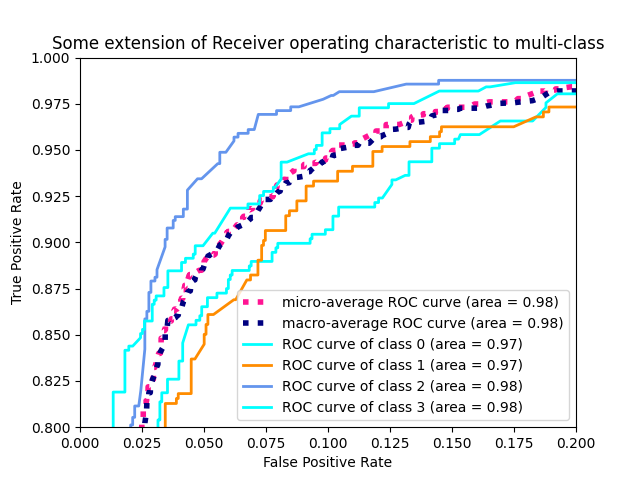 Some extension of Receiver operating characteristic to multi-class
1.000
0.975
0.950
0.925
0.900
0.875
0.850
0.825
0.800
True Positive Rate
micro-average ROC curve (area = 0.98)
macro-average ROC curve (area = 0.98)
ROC curve of class 0 (area = 0.97)
ROC curve of class 1 (area = 0.97)
ROC curve of class 2 (area = 0.98)
ROC curve of class 3 (area = 0.98)
0.000 0.025 0.050 0.075 0.100 0.125 0.150 0.175 0.200
False Positive Rate